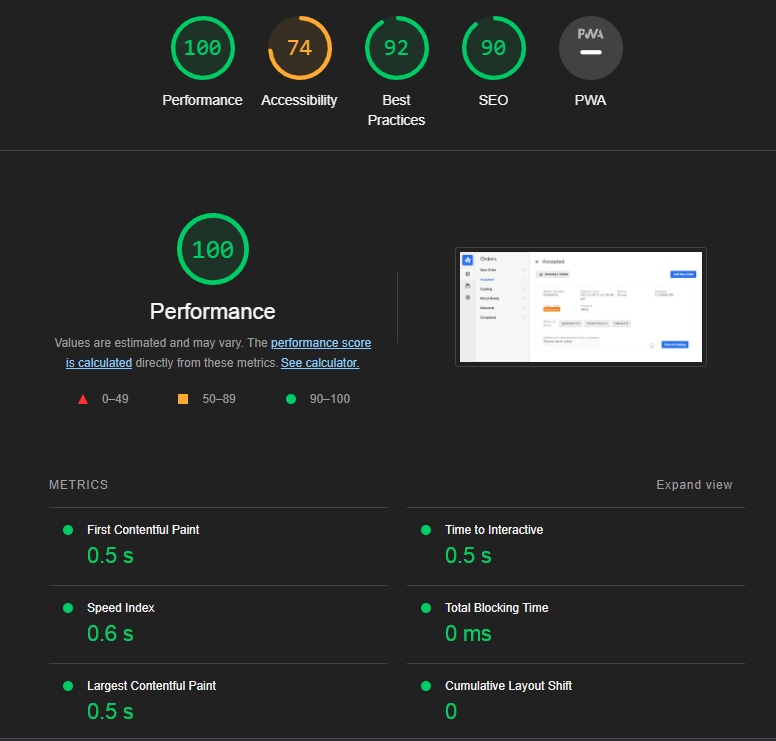 100
74
92
90
PWA
Performance
Accessibility
Best
Practices
SEO
PWA
100
Performance
Values are estimated and may vary. The performance score
is calculated directly from these metrics. See calculator.
0–49
50–89
90–100
Orders
Accepted
METRICS
Expand view
First Contentful Paint
0.5 s
Time to Interactive
0.5 s
Speed Index
0.6 s
Total Blocking Time
0 ms
Largest Contentful Paint
0.5 s
Cumulative Layout Shift
0